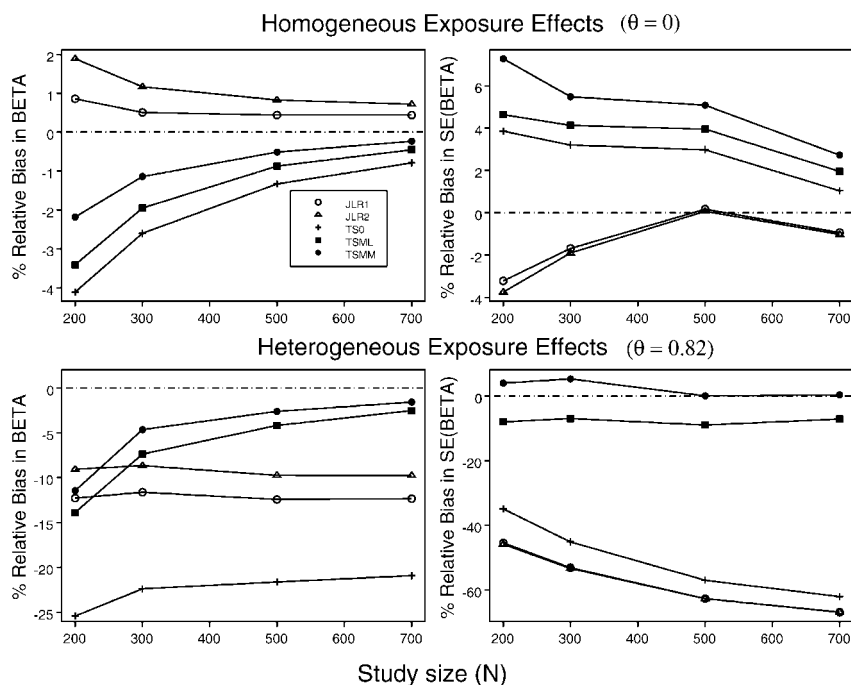 Homogeneous Exposure Effects (θ = 0)
% Relative Bias in BETA
2
1
0
-1
-2
-3
-4
200 300 400 500 600 700
JLR1
JLR2
TS0
TSML
TSMM
% Relative Bias in SE(BETA)
6
4
2
0
-2
-4
200 300 400 500 600 700
Heterogeneous Exposure Effects (θ = 0.82)
% Relative Bias in BETA
0
-5
-10
-15
-20
-25
200 300 400 500 600 700
% Relative Bias in SE(BETA)
0
-20
-40
-60
200 300 400 500 600 700
Study size (N)